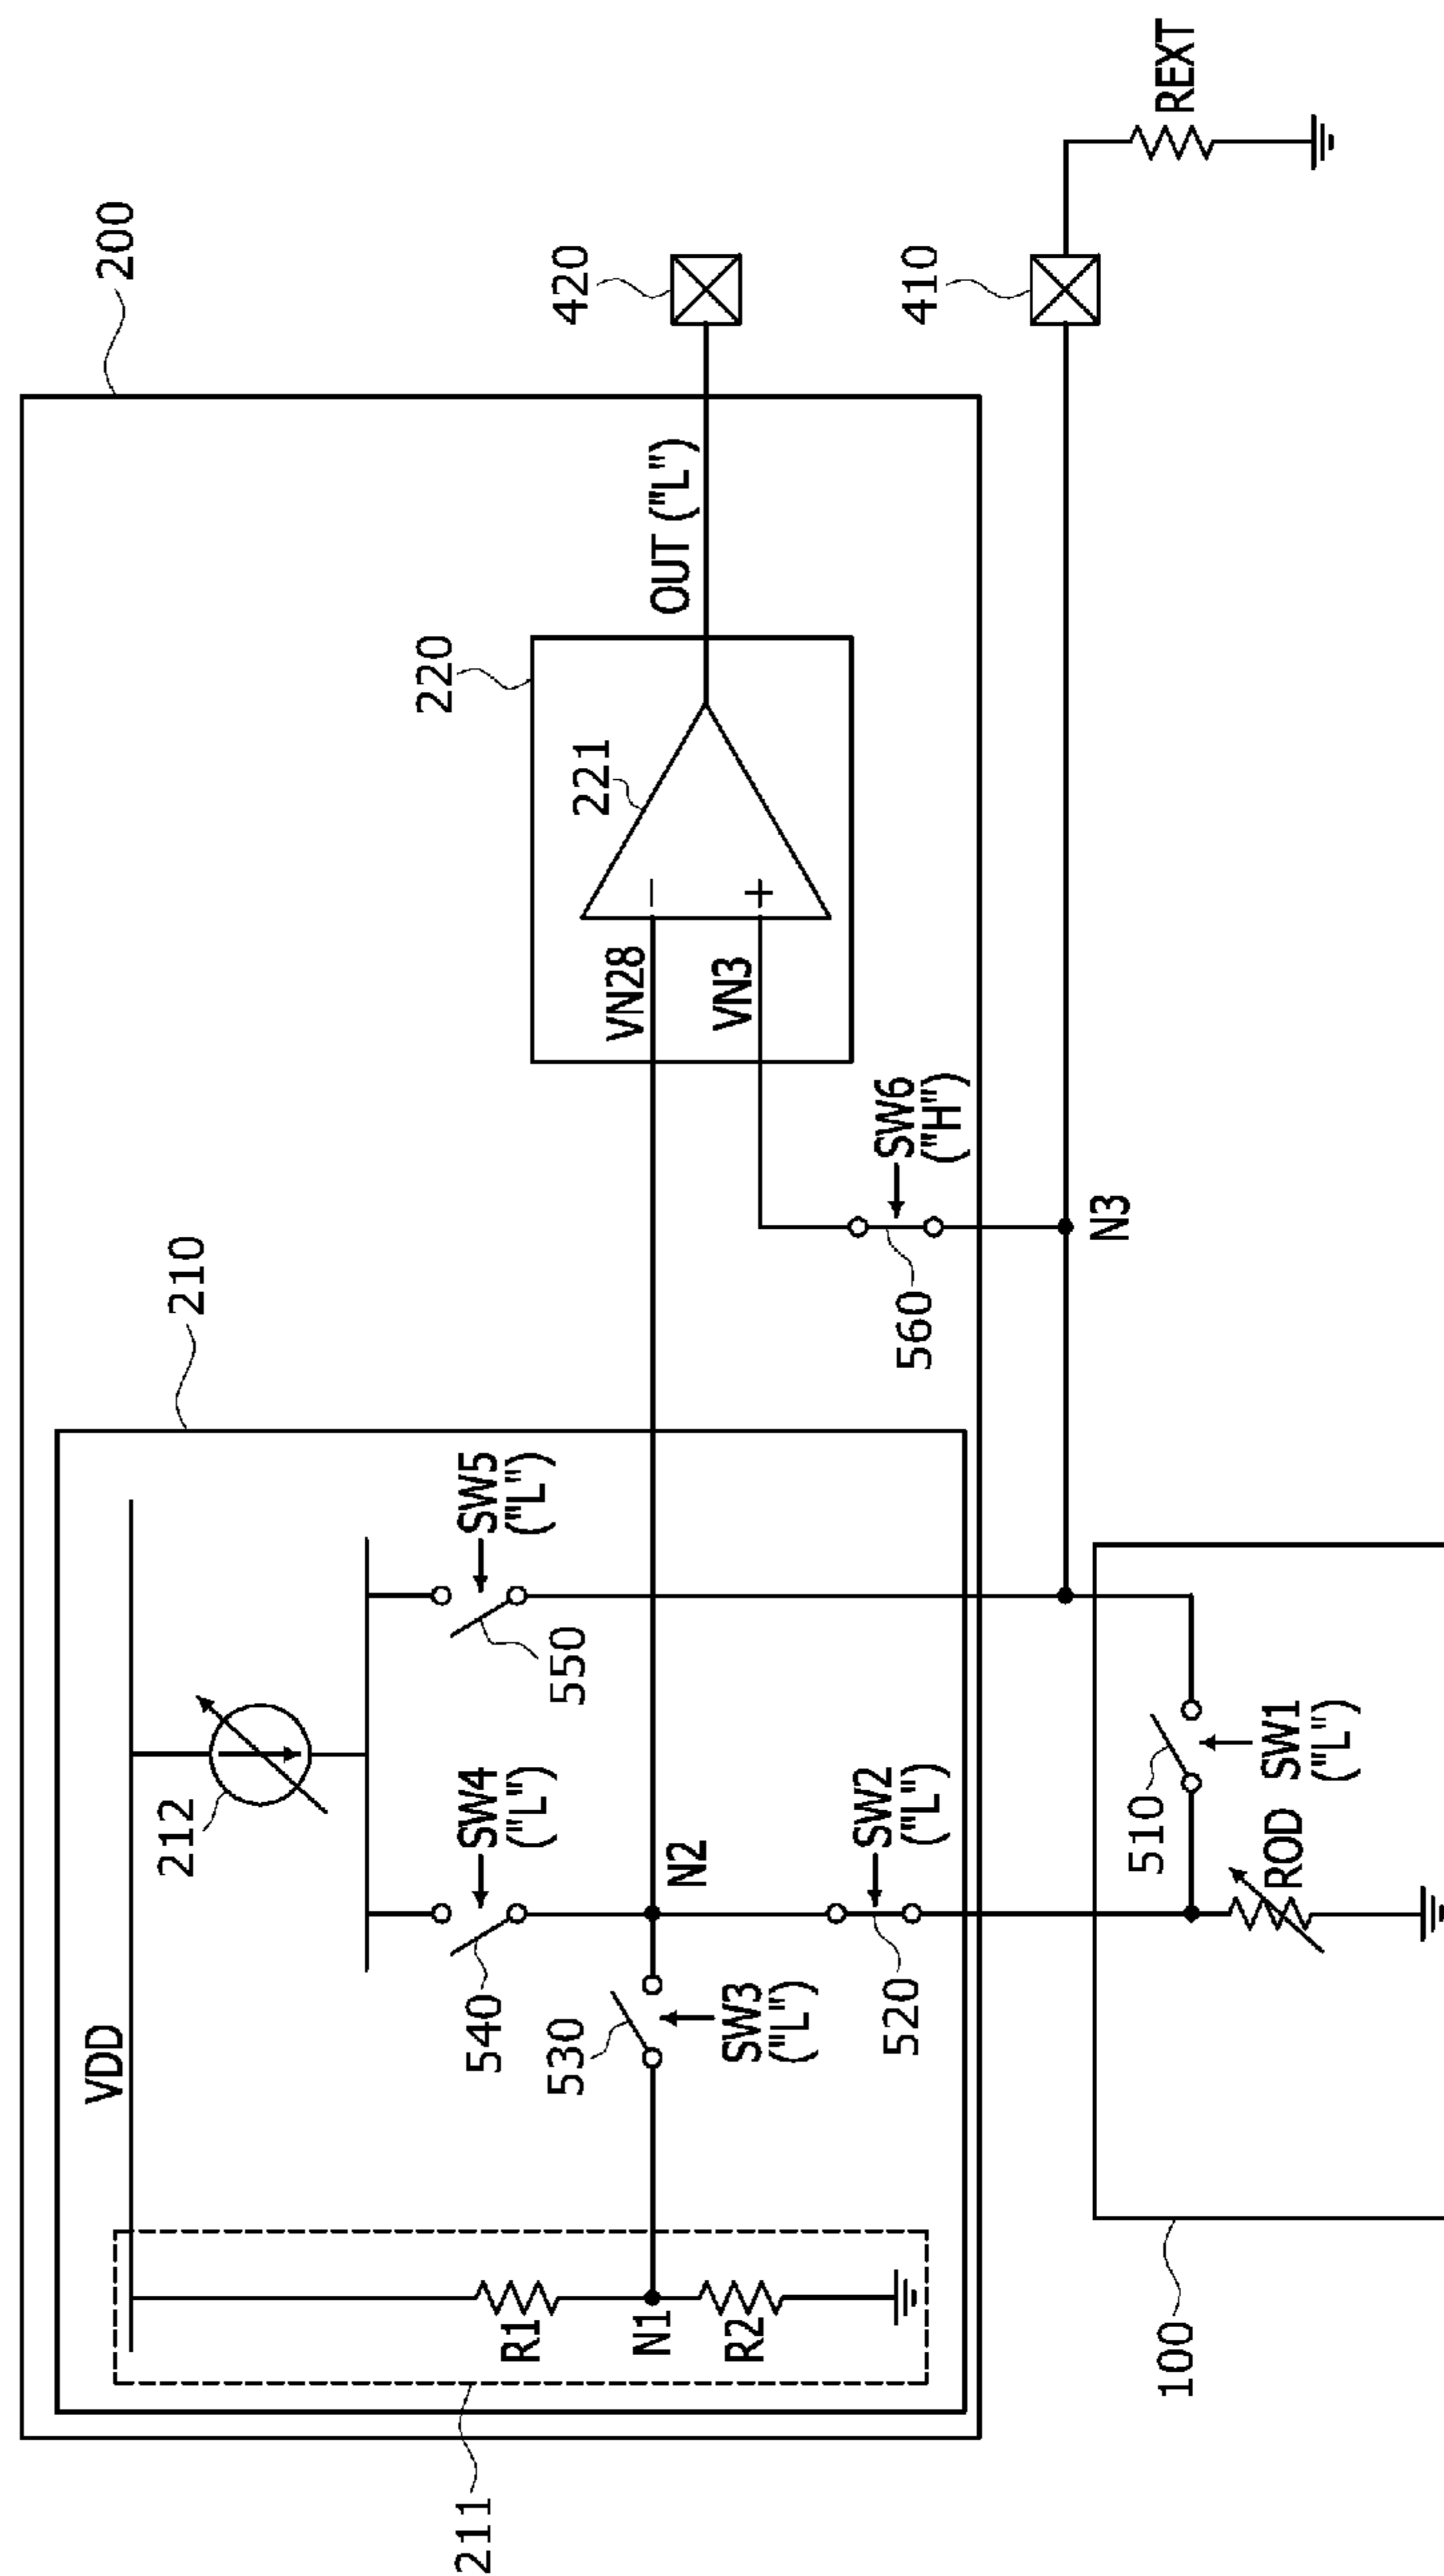 200
210
VDD
212
SW4
("L")
SW5
("L")
540
550
211
R1
N1
R2
530
SW3
("L")
N2
SW2
("L")
520
220
221
VN28
−
VN3
+
OUT ("L")
420
SW6
("H")
560
N3
410
REXT
100
510
SW1
("L")
ROD